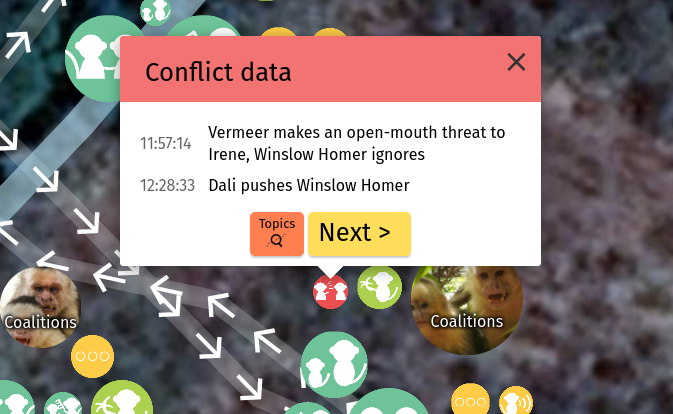 Conflict data
11:57:14 Vermeer makes an open-mouth threat to
Irene, Winslow Homer ignores
12:28:33 Dali pushes Winslow Homer
Topics
Next >
Coalitions
Coalitions